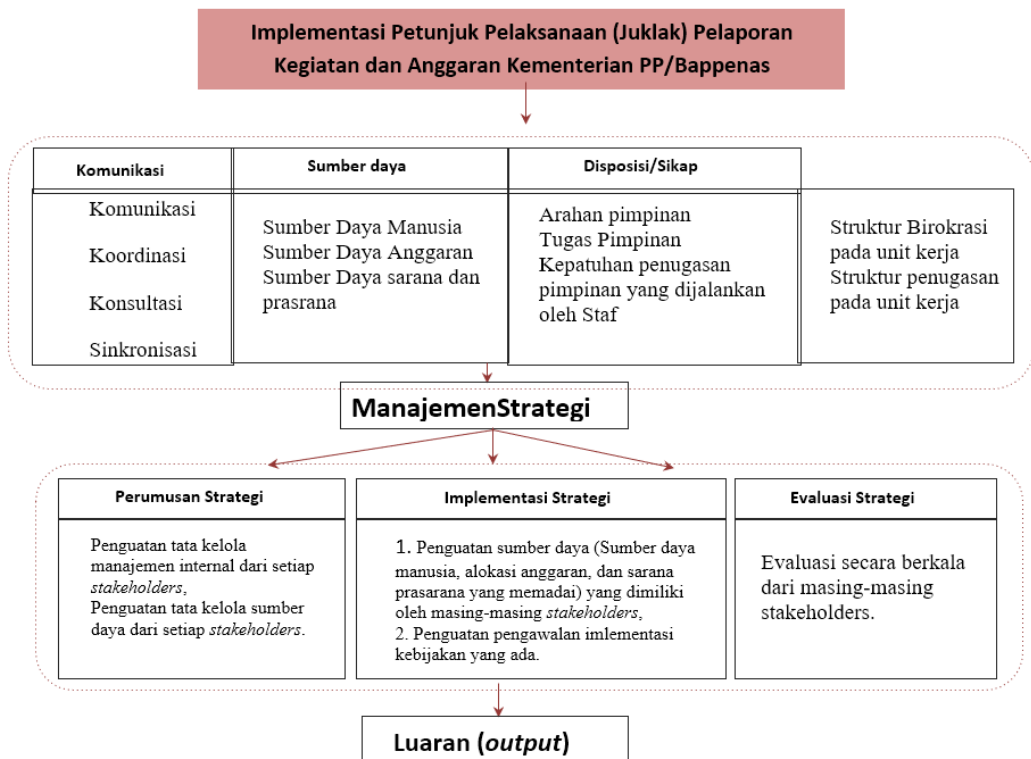 Implementasi Petunjuk Pelaksanaan (Juklak) Pelaporan
Kegiatan dan Anggaran Kementerian PP/Bappenas
Komunikasi
Komunikasi
Koordinasi
Konsultasi
Sinkronisasi
Sumber daya
Sumber Daya Manusia
Sumber Daya Anggaran
Sumber Daya sarana dan
prasrana
Disposisi/Sikap
Arahan pimpinan
Tugas Pimpinan
Kepatuhan penugasan
pimpinan yang dijalankan
oleh Staf
Struktur Birokrasi
pada unit kerja
Struktur penugasan
pada unit kerja
ManajemenStrategi
Perumusan Strategi
Penguatan tata kelola
manajemen internal dari setiap
stakeholders,
Penguatan tata kelola sumber
daya dari setiap stakeholders.
Implementasi Strategi
1. Penguatan sumber daya (Sumber daya
manusia, alokasi anggaran, dan sarana
prasarana yang memadai) yang dimiliki
oleh masing-masing stakeholders,
2. Penguatan pengawalan imlementasi
kebijakan yang ada.
Evaluasi Strategi
Evaluasi secara berkala
dari masing-masing
stakeholders.
Luaran (output)